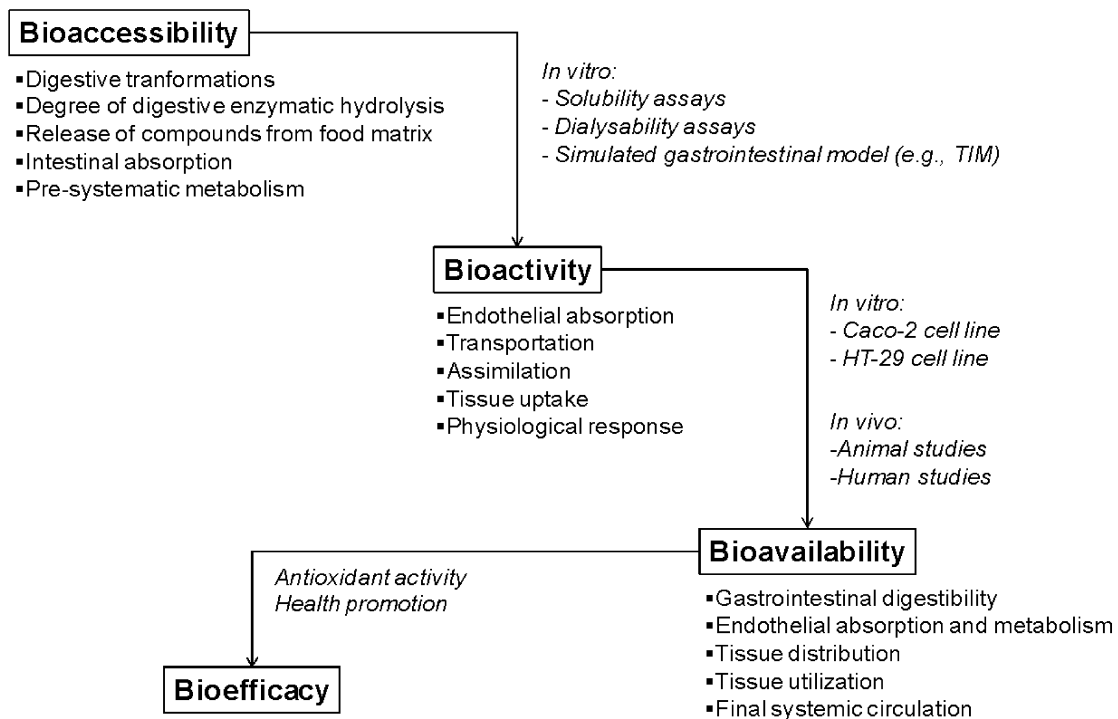 Bioaccessibility
▪Digestive tranformations
▪Degree of digestive enzymatic hydrolysis
▪Release of compounds from food matrix
▪Intestinal absorption
▪Pre-systematic metabolism
In vitro:
- Solubility assays
- Dialysability assays
- Simulated gastrointestinal model (e.g., TIM)
Bioactivity
▪Endothelial absorption
▪Transportation
▪Assimilation
▪Tissue uptake
▪Physiological response
In vitro:
- Caco-2 cell line
- HT-29 cell line
In vivo:
-Animal studies
-Human studies
Bioavailability
▪Gastrointestinal digestibility
▪Endothelial absorption and metabolism
▪Tissue distribution
▪Tissue utilization
▪Final systemic circulation
Antioxidant activity
Health promotion
Bioefficacy